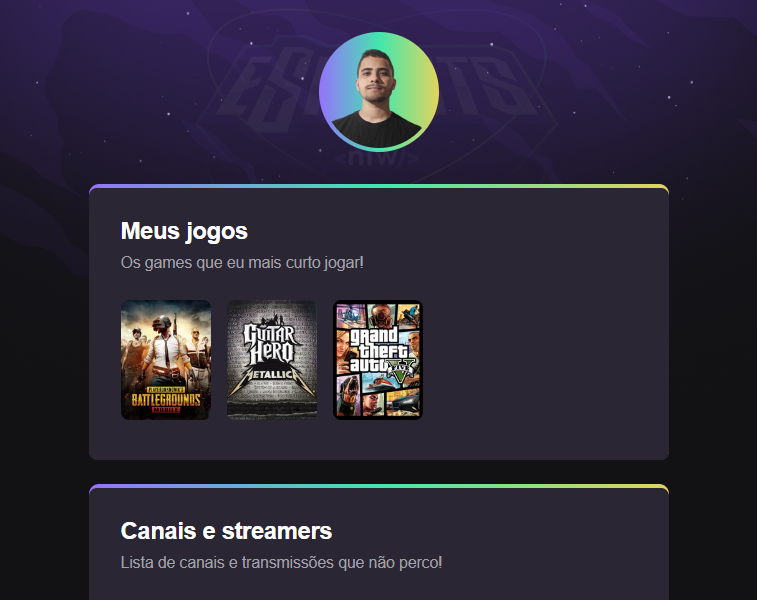 ESPORTS
<nlw/>
Meus jogos
Os games que eu mais curto jogar!
BATTLEGROUNDS
MOBILE
GUITAR
HERO
METALLICA
grand
theft
auto
V
Canais e streamers
Lista de canais e transmissões que não perco!